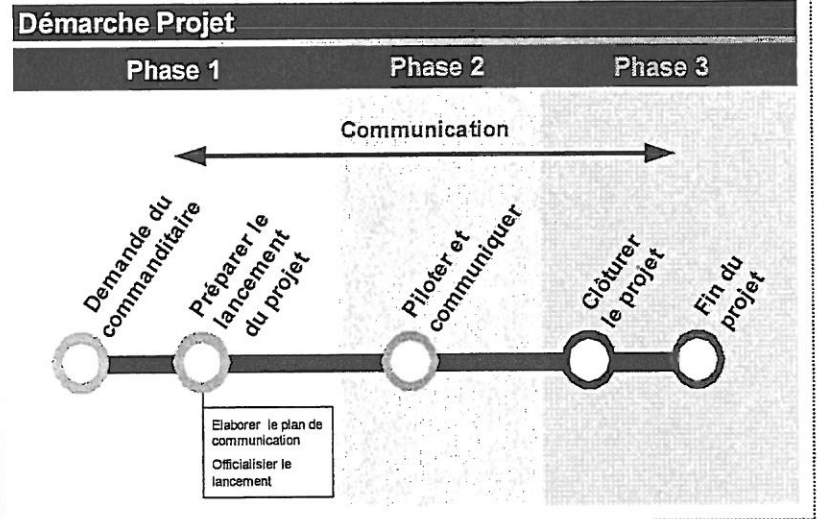 Démarche Projet
Phase 1
Phase 2
Phase 3
Communication
Demande du
commanditaire
Préparer le
lancement
du projet
Piloter et
communiquer
Clôturer
le projet
Fin du
projet
Elaborer le plan de
communication
Officialisier le
lancement